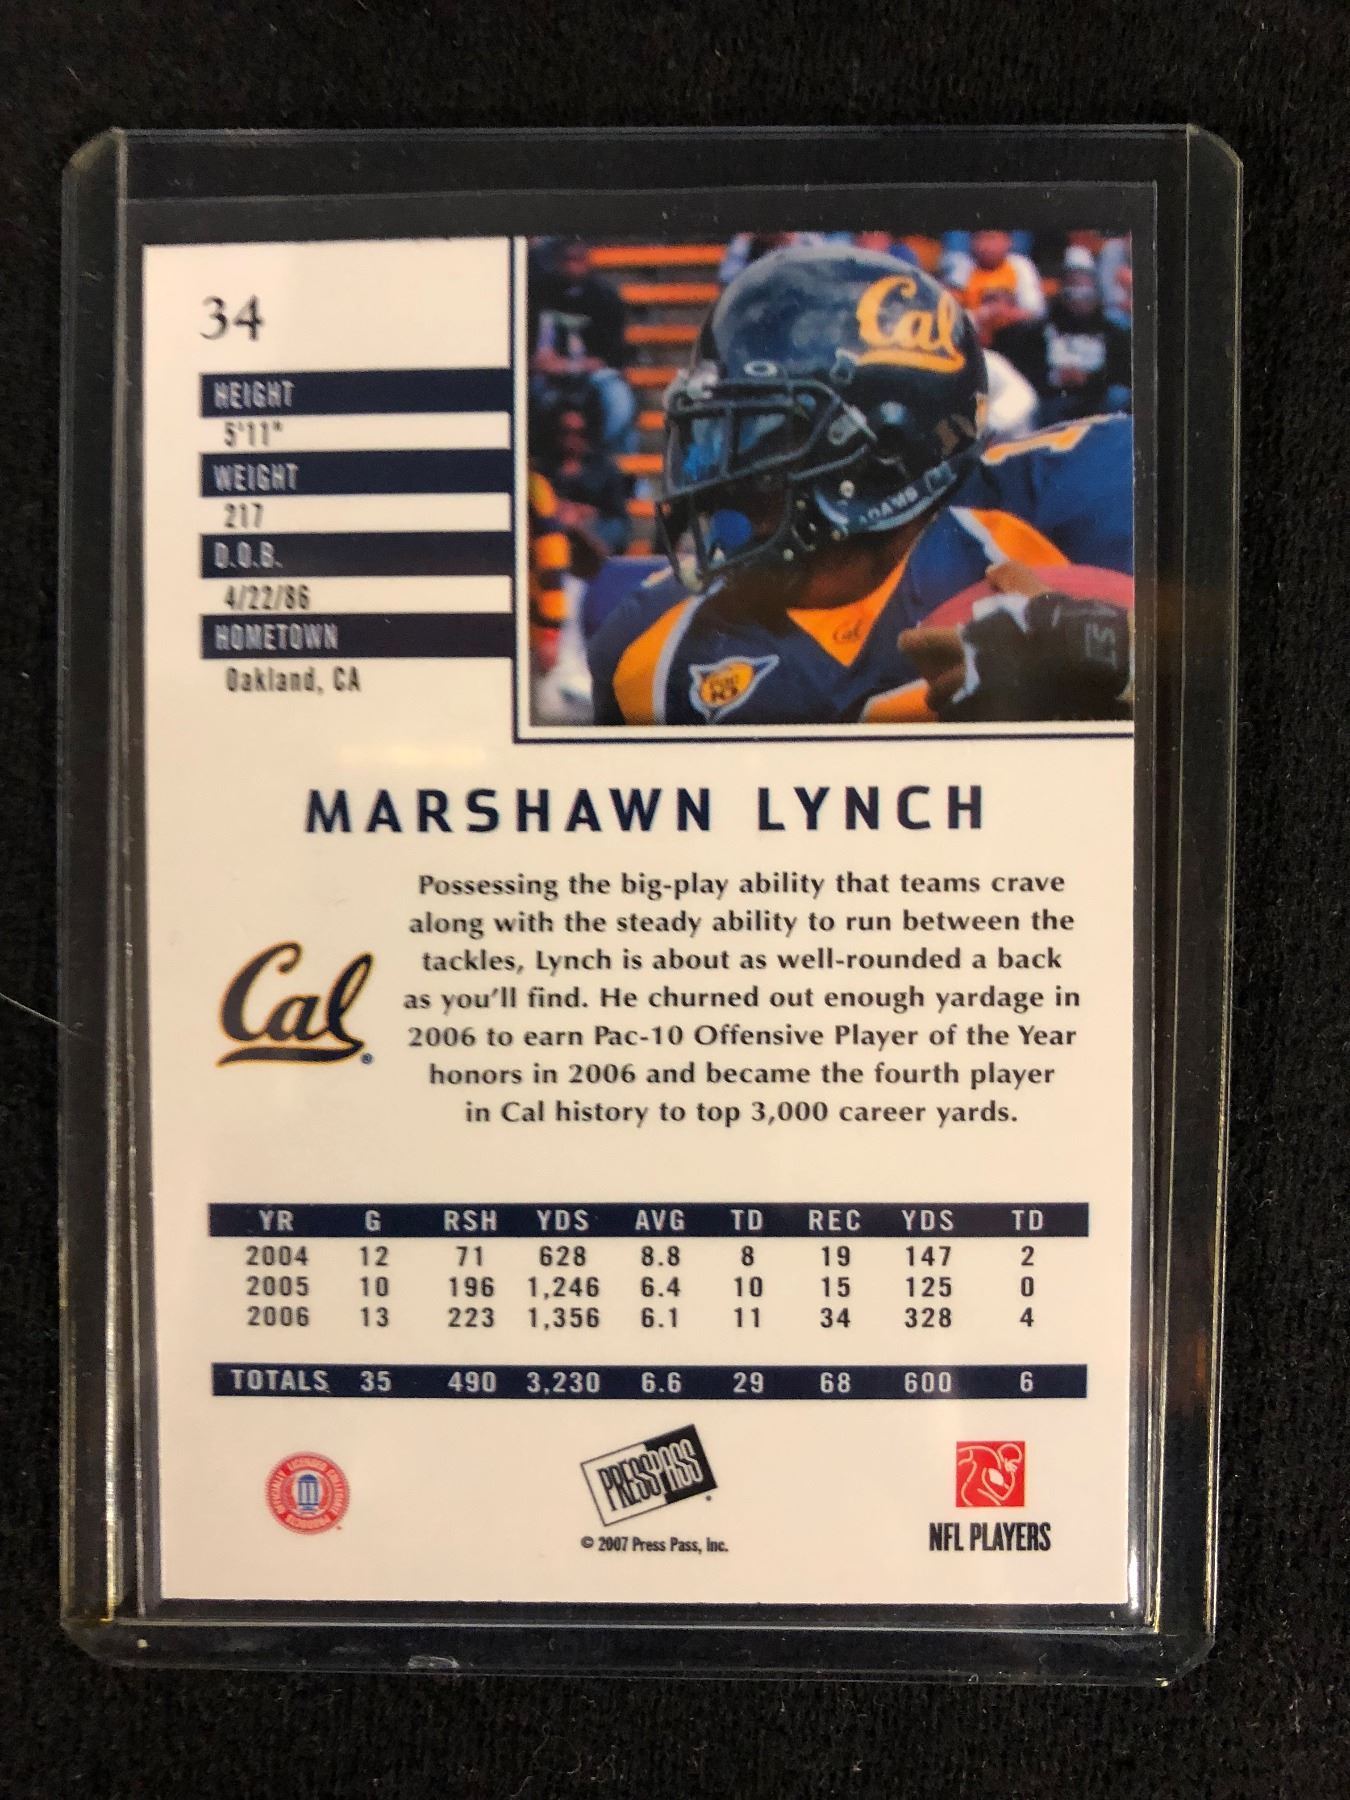 34
HEIGHT
5'11"
WEIGHT
217
D.O.B.
4/22/86
HOMETOWN
Oakland, CA
Cal
ADAMS
Cal
MARSHAWN LYNCH
Possessing the big-play ability that teams crave
along with the steady ability to run between the
tackles, Lynch is about as well-rounded a back
as you'll find. He churned out enough yardage in
2006 to earn Pac-10 Offensive Player of the Year
honors in 2006 and became the fourth player
in Cal history to top 3,000 career yards.
Cal®
YR G RSH YDS AVG TD REC YDS TD
2004 12 71 628 8.8 8 19 147 2
2005 10 196 1,246 6.4 10 15 125 0
2006 13 223 1,356 6.1 11 34 328 4
TOTALS 35 490 3,230 6.6 29 68 600 6
OFFICIALLY LICENSED COLLEGIATE PRODUCTS
PRESS PASS
© 2007 Press Pass, Inc.
NFL PLAYERS